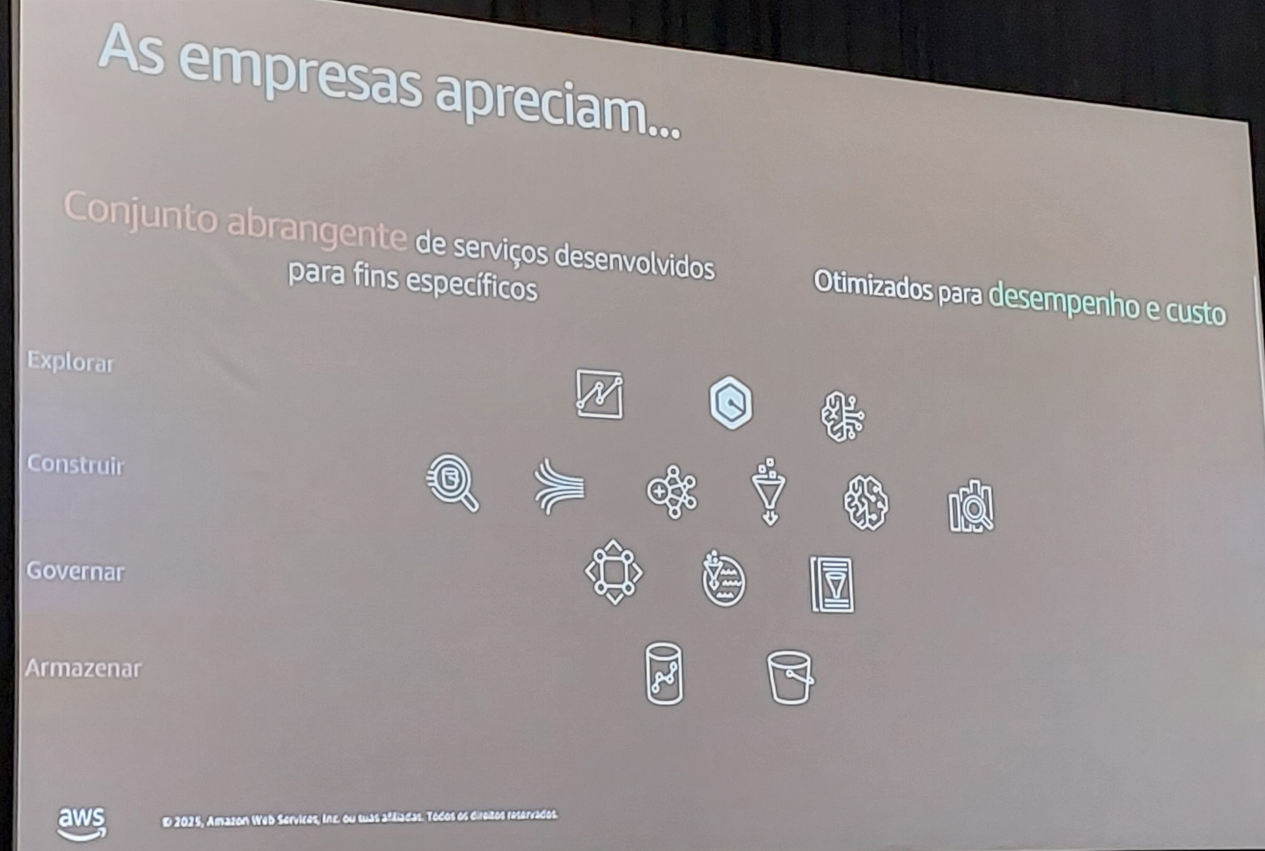 As empresas apreciam...
Conjunto abrangente de serviços desenvolvidos
para fins específicos
Otimizados para desempenho e custo
Explorar
Construir
Governar
Armazenar
aws
© 2025, Amazon Web Services, Inc. ou suas afiliadas. Todos os direitos reservados.